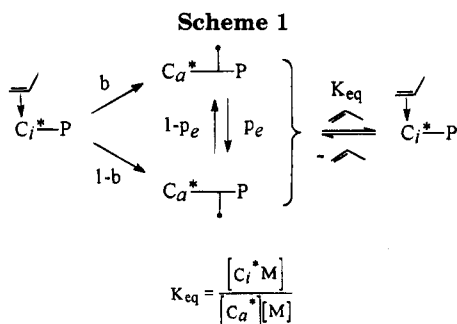 Scheme 1
b
Ca* P
Ci* P
1-pe pe
Keq
Ci* P
1-b
-
Ca* P
Keq = [Ci*M] / [Ca*][M]